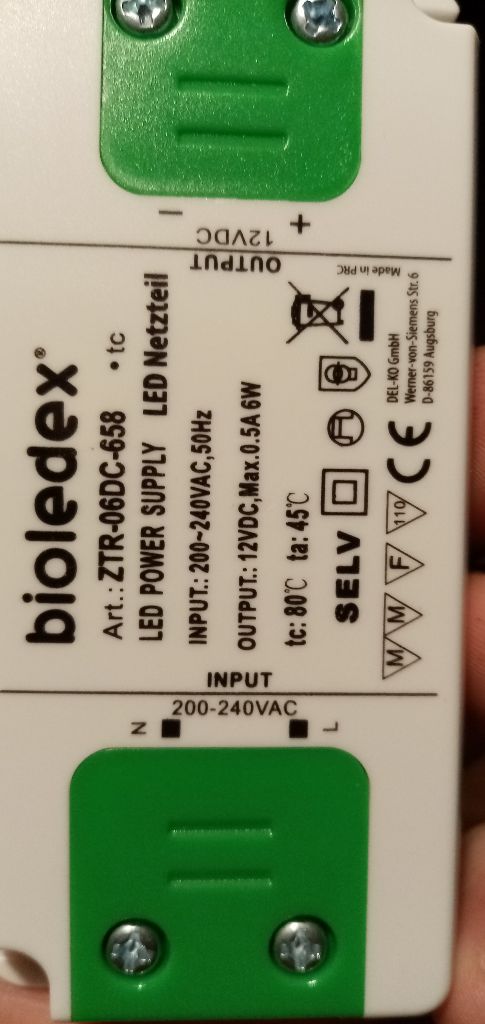 bioledex®
Art.: ZTR-06DC-658 • tc
LED POWER SUPPLY LED Netzteil
INPUT.: 200~240VAC,50Hz
OUTPUT.: 12VDC,Max.0.5A 6W
tc: 80℃ ta: 45℃
SELV
M M F 110
CE
DEL-KO GmbH
Werner-von-Siemens Str. 6
D-86159 Augsburg
Made in PRC
INPUT
200-240VAC
N
L
OUTPUT
12VDC
− +